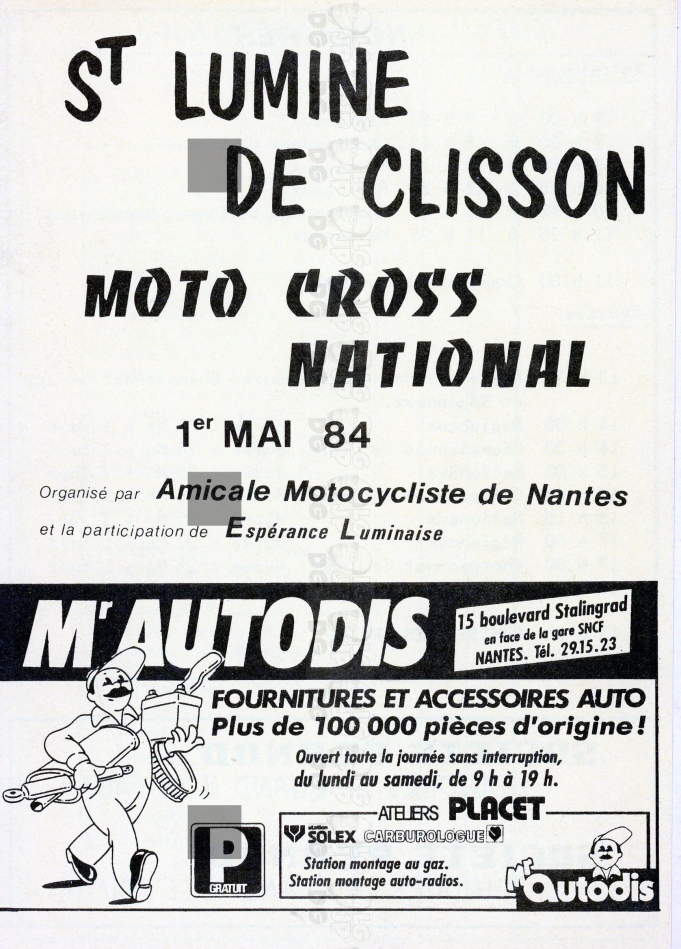 ST LUMINE
DE CLISSON
MOTO CROSS
NATIONAL
1er MAI 84
Organisé par Amicale Motocycliste de Nantes
et la participation de Espérance Luminaise
Mr AUTODIS
15 boulevard Stalingrad
en face de la gare SNCF
NANTES. Tél. 29.15.23
FOURNITURES ET ACCESSOIRES AUTO
Plus de 100 000 pièces d'origine!
Ouvert toute la journée sans interruption,
du lundi au samedi, de 9 h à 19 h.
ATELIERS PLACET
SOLEX CARBUROLOGUE
Station montage au gaz.
Station montage auto-radios.
P
GRATUIT
Mr Autodis